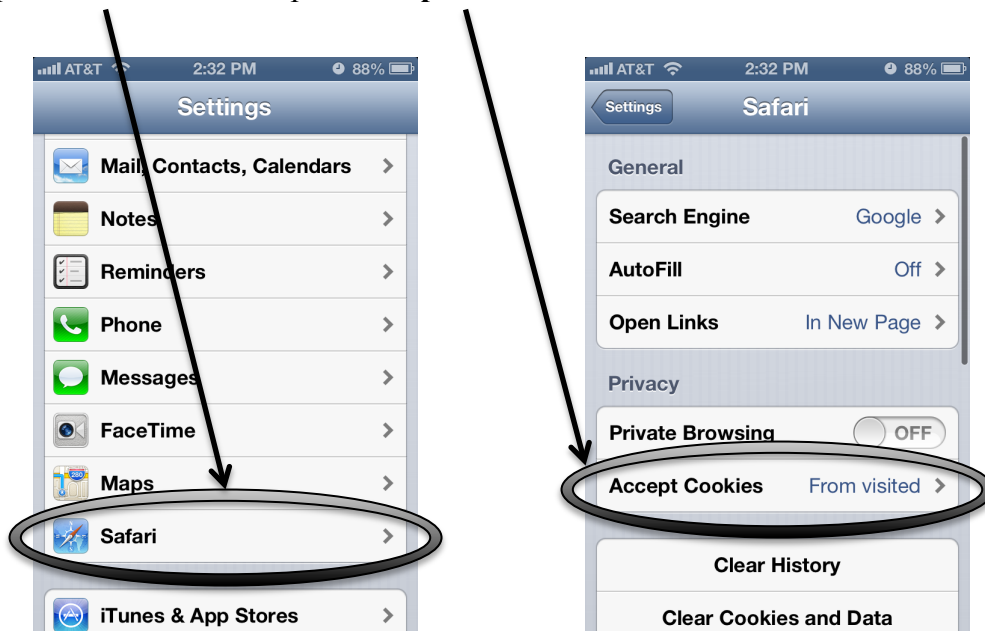 AT&T 2:32 PM 88%
Settings
Mail, Contacts, Calendars
Notes
Reminders
Phone
Messages
FaceTime
280
Maps
Safari
iTunes & App Stores
AT&T 2:32 PM 88%
Settings Safari
General
Search Engine Google
AutoFill Off
Open Links In New Page
Privacy
Private Browsing OFF
Accept Cookies From visited
Clear History
Clear Cookies and Data